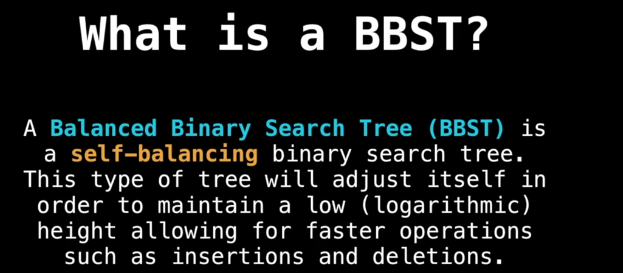 What is a BBST?
A Balanced Binary Search Tree (BBST) is
a self-balancing binary search tree.
This type of tree will adjust itself in
order to maintain a low (logarithmic)
height allowing for faster operations
such as insertions and deletions.